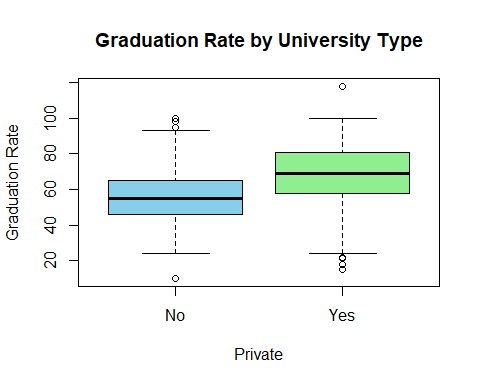 Graduation Rate by University Type
Graduation Rate
100
80
60
40
20
No Yes
Private